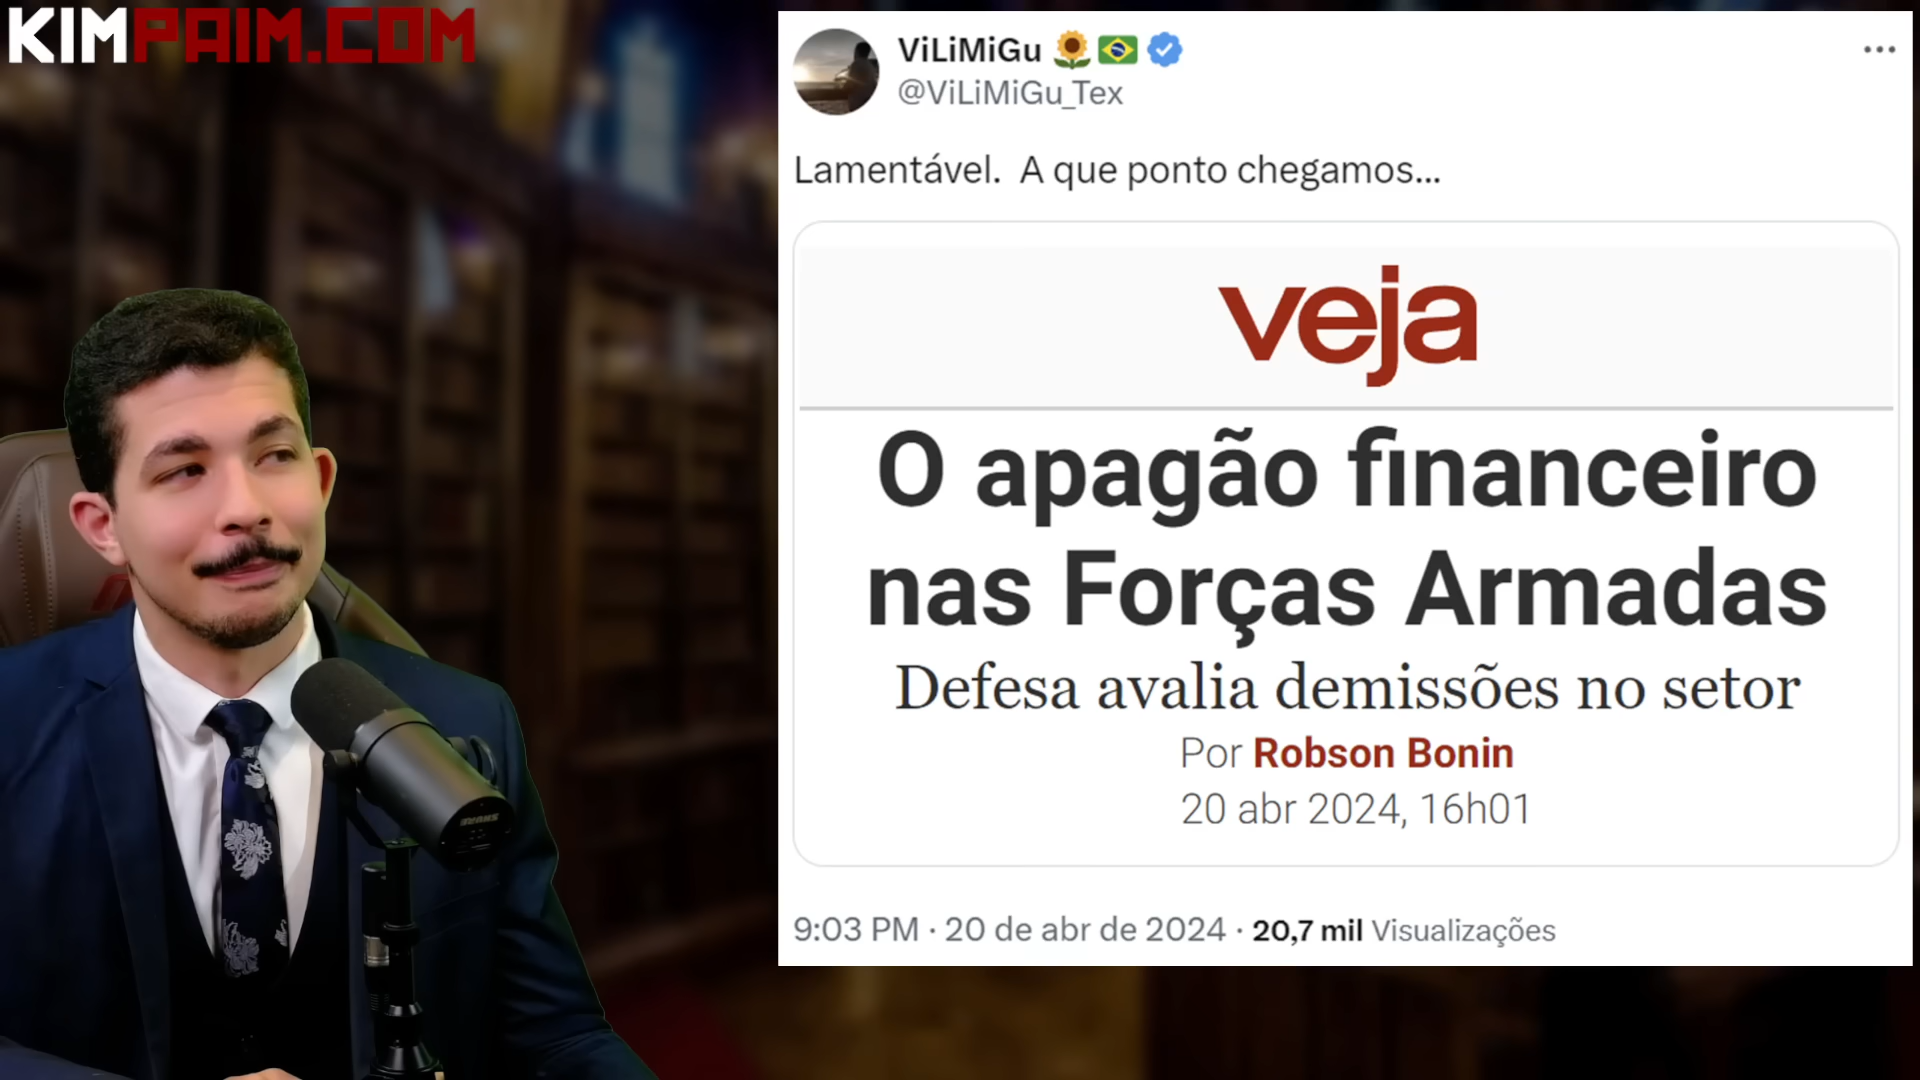 KIMPAIM.COM
ViLiMiGu 🌻🇧🇷
@ViLiMiGu_Tex
Lamentável.  A que ponto chegamos...
veja
O apagão financeiro
nas Forças Armadas
Defesa avalia demissões no setor
Por Robson Bonin
20 abr 2024, 16h01
9:03 PM · 20 de abr de 2024 · 20,7 mil Visualizações
SHURE